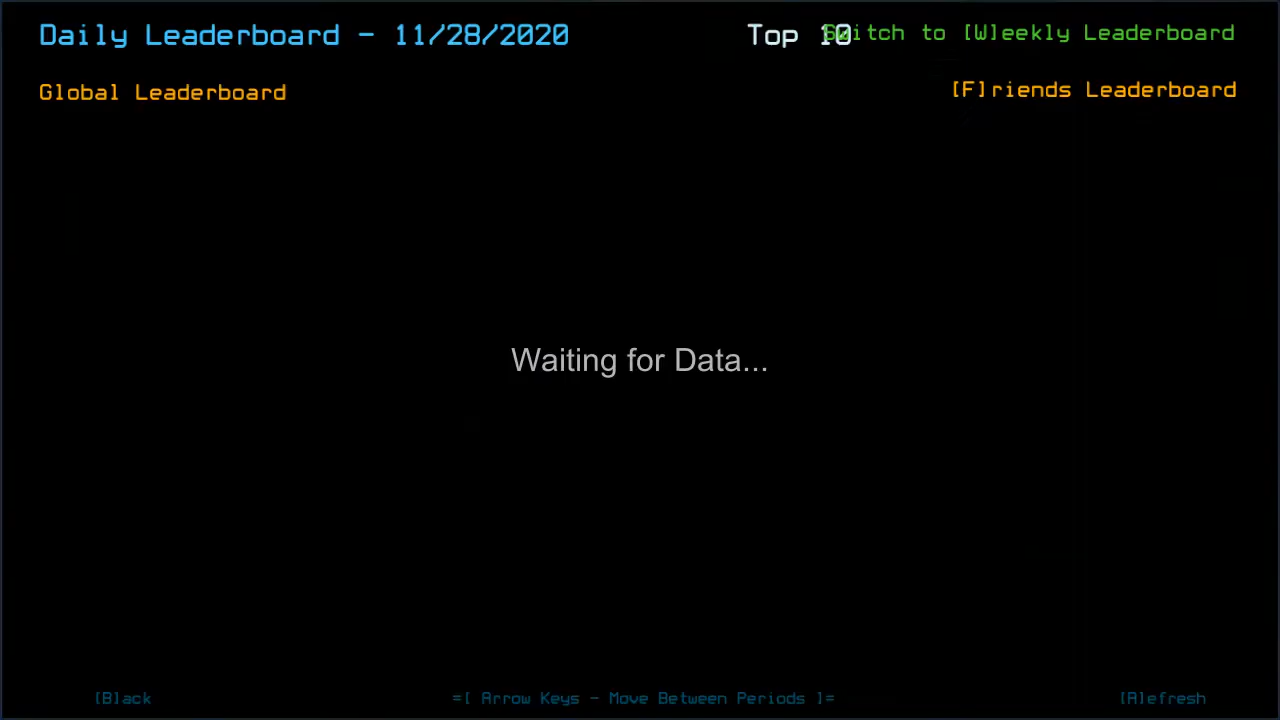 Daily Leaderboard - 11/28/2020
Top 10
Switch to [W]eekly Leaderboard
Global Leaderboard
[F]riends Leaderboard
Waiting for Data...
[B]ack
=[ Arrow Keys - Move Between Periods ]=
[R]efresh